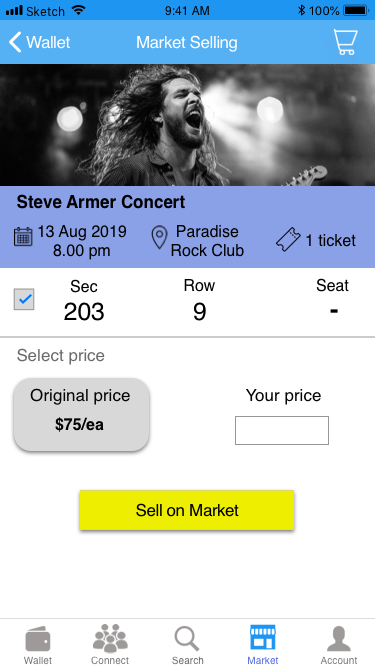 Sketch 9:41 AM 100%
Wallet Market Selling
Steve Armer Concert
13 Aug 2019
8.00 pm
Paradise
Rock Club
1 ticket
Sec Row Seat
203 9 -
Select price
Original price
$75/ea
Your price
Sell on Market
Wallet Connect Search Market Account